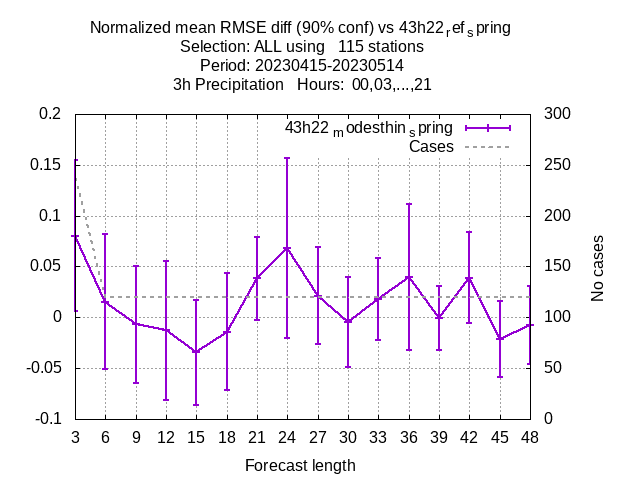 Normalized mean RMSE diff (90% conf) vs 43h22refspring
Selection: ALL using 115 stations
Period: 20230415-20230514
3h Precipitation Hours: 00,03,...,21
43h22 modesthinspring
Cases
0.2
0.15
0.1
0.05
0
-0.05
-0.1
300
250
200
150
100
50
0
No cases
3 6 9 12 15 18 21 24 27 30 33 36 39 42 45 48
Forecast length